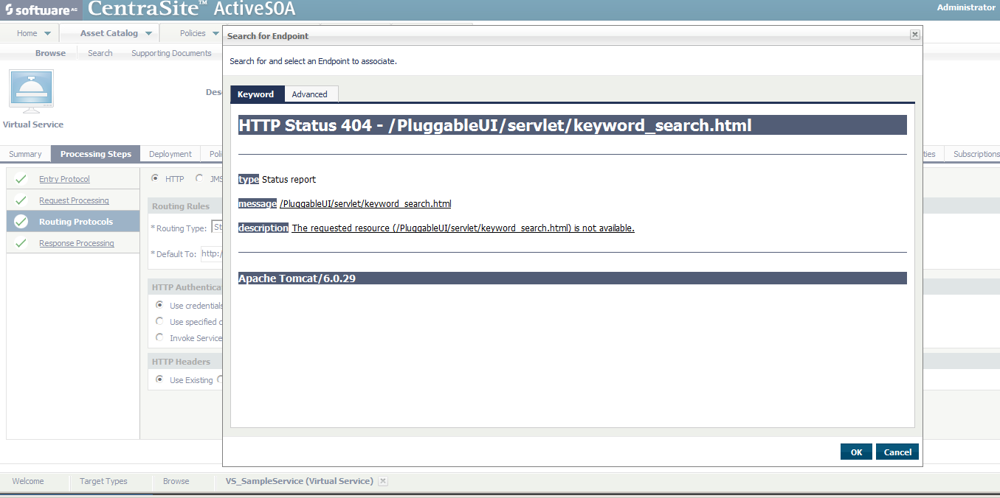 software AG CentraSite™ ActiveSOA
Administrator
Home Asset Catalog Policies
Search for Endpoint
Browse Search Supporting Documents
Search for and select an Endpoint to associate.
Keyword Advanced
Virtual Service
HTTP Status 404 - /PluggableUI/servlet/keyword_search.html
Summary Processing Steps Deployment
Subscriptions
Entry Protocol
HTTP JMS
type Status report
Request Processing
Routing Rules
message /PluggableUI/servlet/keyword_search.html
Routing Protocols
*Routing Type: St
description The requested resource (/PluggableUI/servlet/keyword_search.html) is not available.
Response Processing
*Default To: http:/
Apache Tomcat/6.0.29
HTTP Authentica
Use credentials
Use specified
Invoke Service
HTTP Headers
Use Existing
OK Cancel
Welcome Target Types Browse VS_SampleService (Virtual Service)